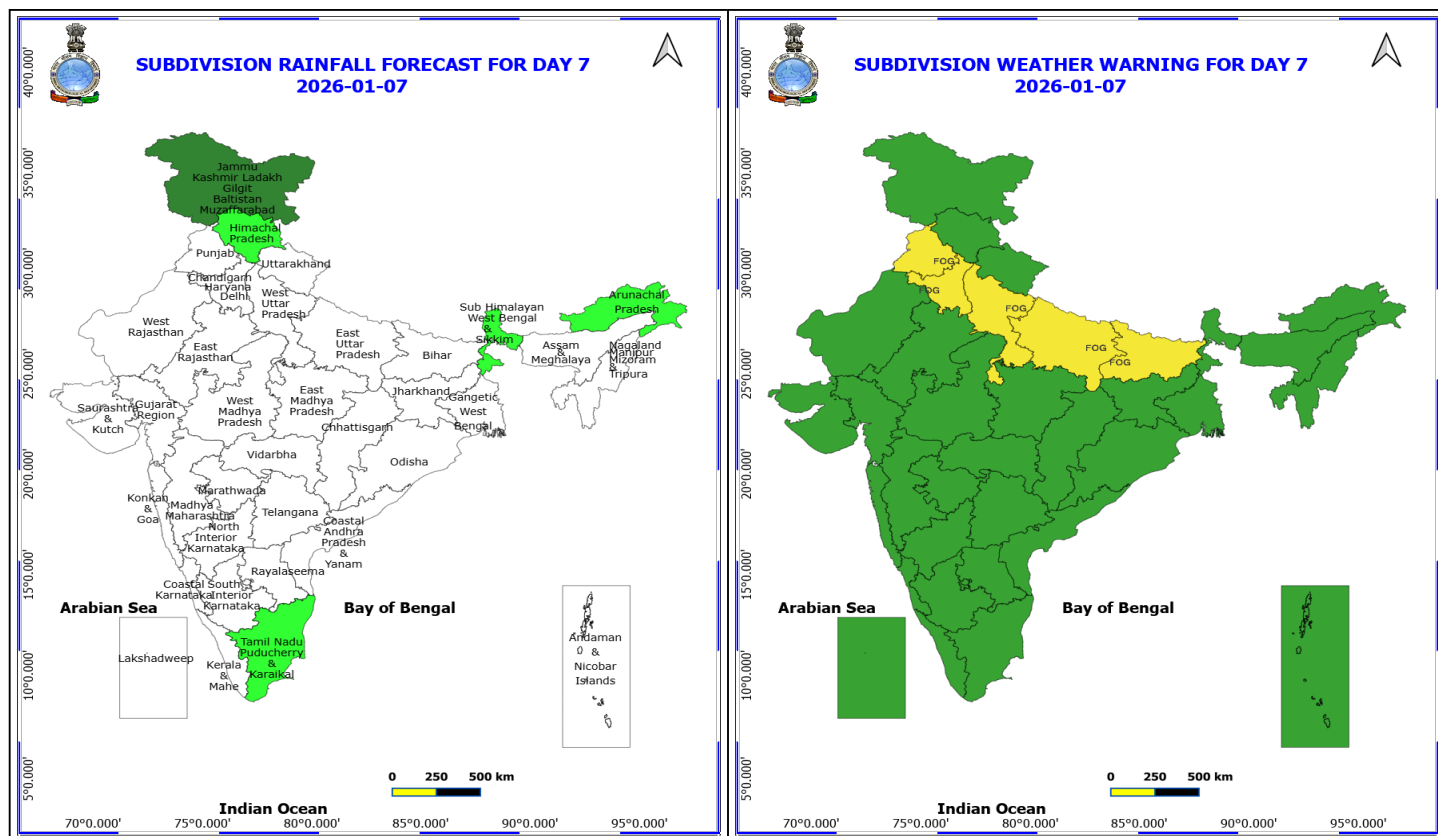 SUBDIVISION RAINFALL FORECAST FOR DAY 7
2026-01-07
40°0.000'
35°0.000'
30°0.000'
25°0.000'
20°0.000'
15°0.000'
10°0.000'
5°0.000'
Jammu
Kashmir Ladakh
Gilgit
Baltistan
Muzaffarabad
Himachal
Pradesh
Punjab
Uttarakhand
Chandigarh
Haryana
Delhi
West
Uttar
Pradesh
West
Rajasthan
East
Rajasthan
East
Uttar
Pradesh
Bihar
Sub Himalayan
West Bengal
&
Sikkim
Arunachal
Pradesh
Assam
&
Meghalaya
Nagaland
Manipur
Mizoram
&
Tripura
Saurashtra
&
Kutch
Gujarat
Region
West
Madhya
Pradesh
East
Madhya
Pradesh
Jharkhand
Gangetic
West
Bengal
Chhattisgarh
Vidarbha
Odisha
Konkan
&
Goa
Madhya
Maharashtra
Marathwada
Telangana
North
Interior
Karnataka
Coastal
Andhra
Pradesh
&
Yanam
Rayalaseema
Coastal
Karnataka
South
Interior
Karnataka
Arabian Sea
Bay of Bengal
Lakshadweep
Kerala
&
Mahe
Tamil Nadu
Puducherry
&
Karaikal
Andaman
&
Nicobar
Islands
0 250 500 km
Indian Ocean
70°0.000' 75°0.000' 80°0.000' 85°0.000' 90°0.000' 95°0.000'
SUBDIVISION WEATHER WARNING FOR DAY 7
2026-01-07
40°0.000'
35°0.000'
30°0.000'
25°0.000'
20°0.000'
15°0.000'
10°0.000'
5°0.000'
FOG
FOG
FOG
FOG
FOG
Arabian Sea
Bay of Bengal
0 250 500 km
Indian Ocean
70°0.000' 75°0.000' 80°0.000' 85°0.000' 90°0.000' 95°0.000'